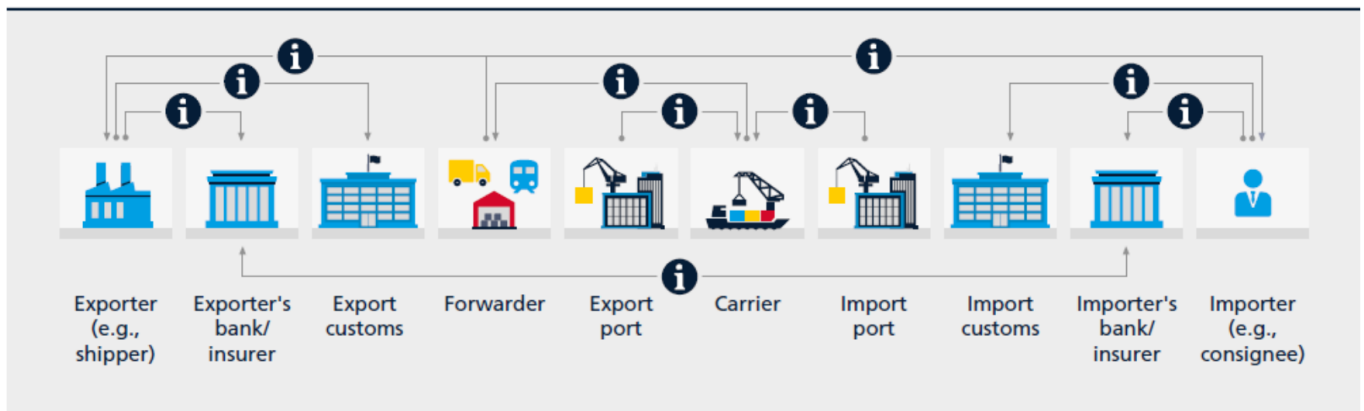 i
i
i
i
i
i
i
i
i
i
Exporter
(e.g.,
shipper)
Exporter's
bank/
insurer
Export
customs
Forwarder
Export
port
Carrier
Import
port
Import
customs
Importer's
bank/
insurer
Importer
(e.g.,
consignee)